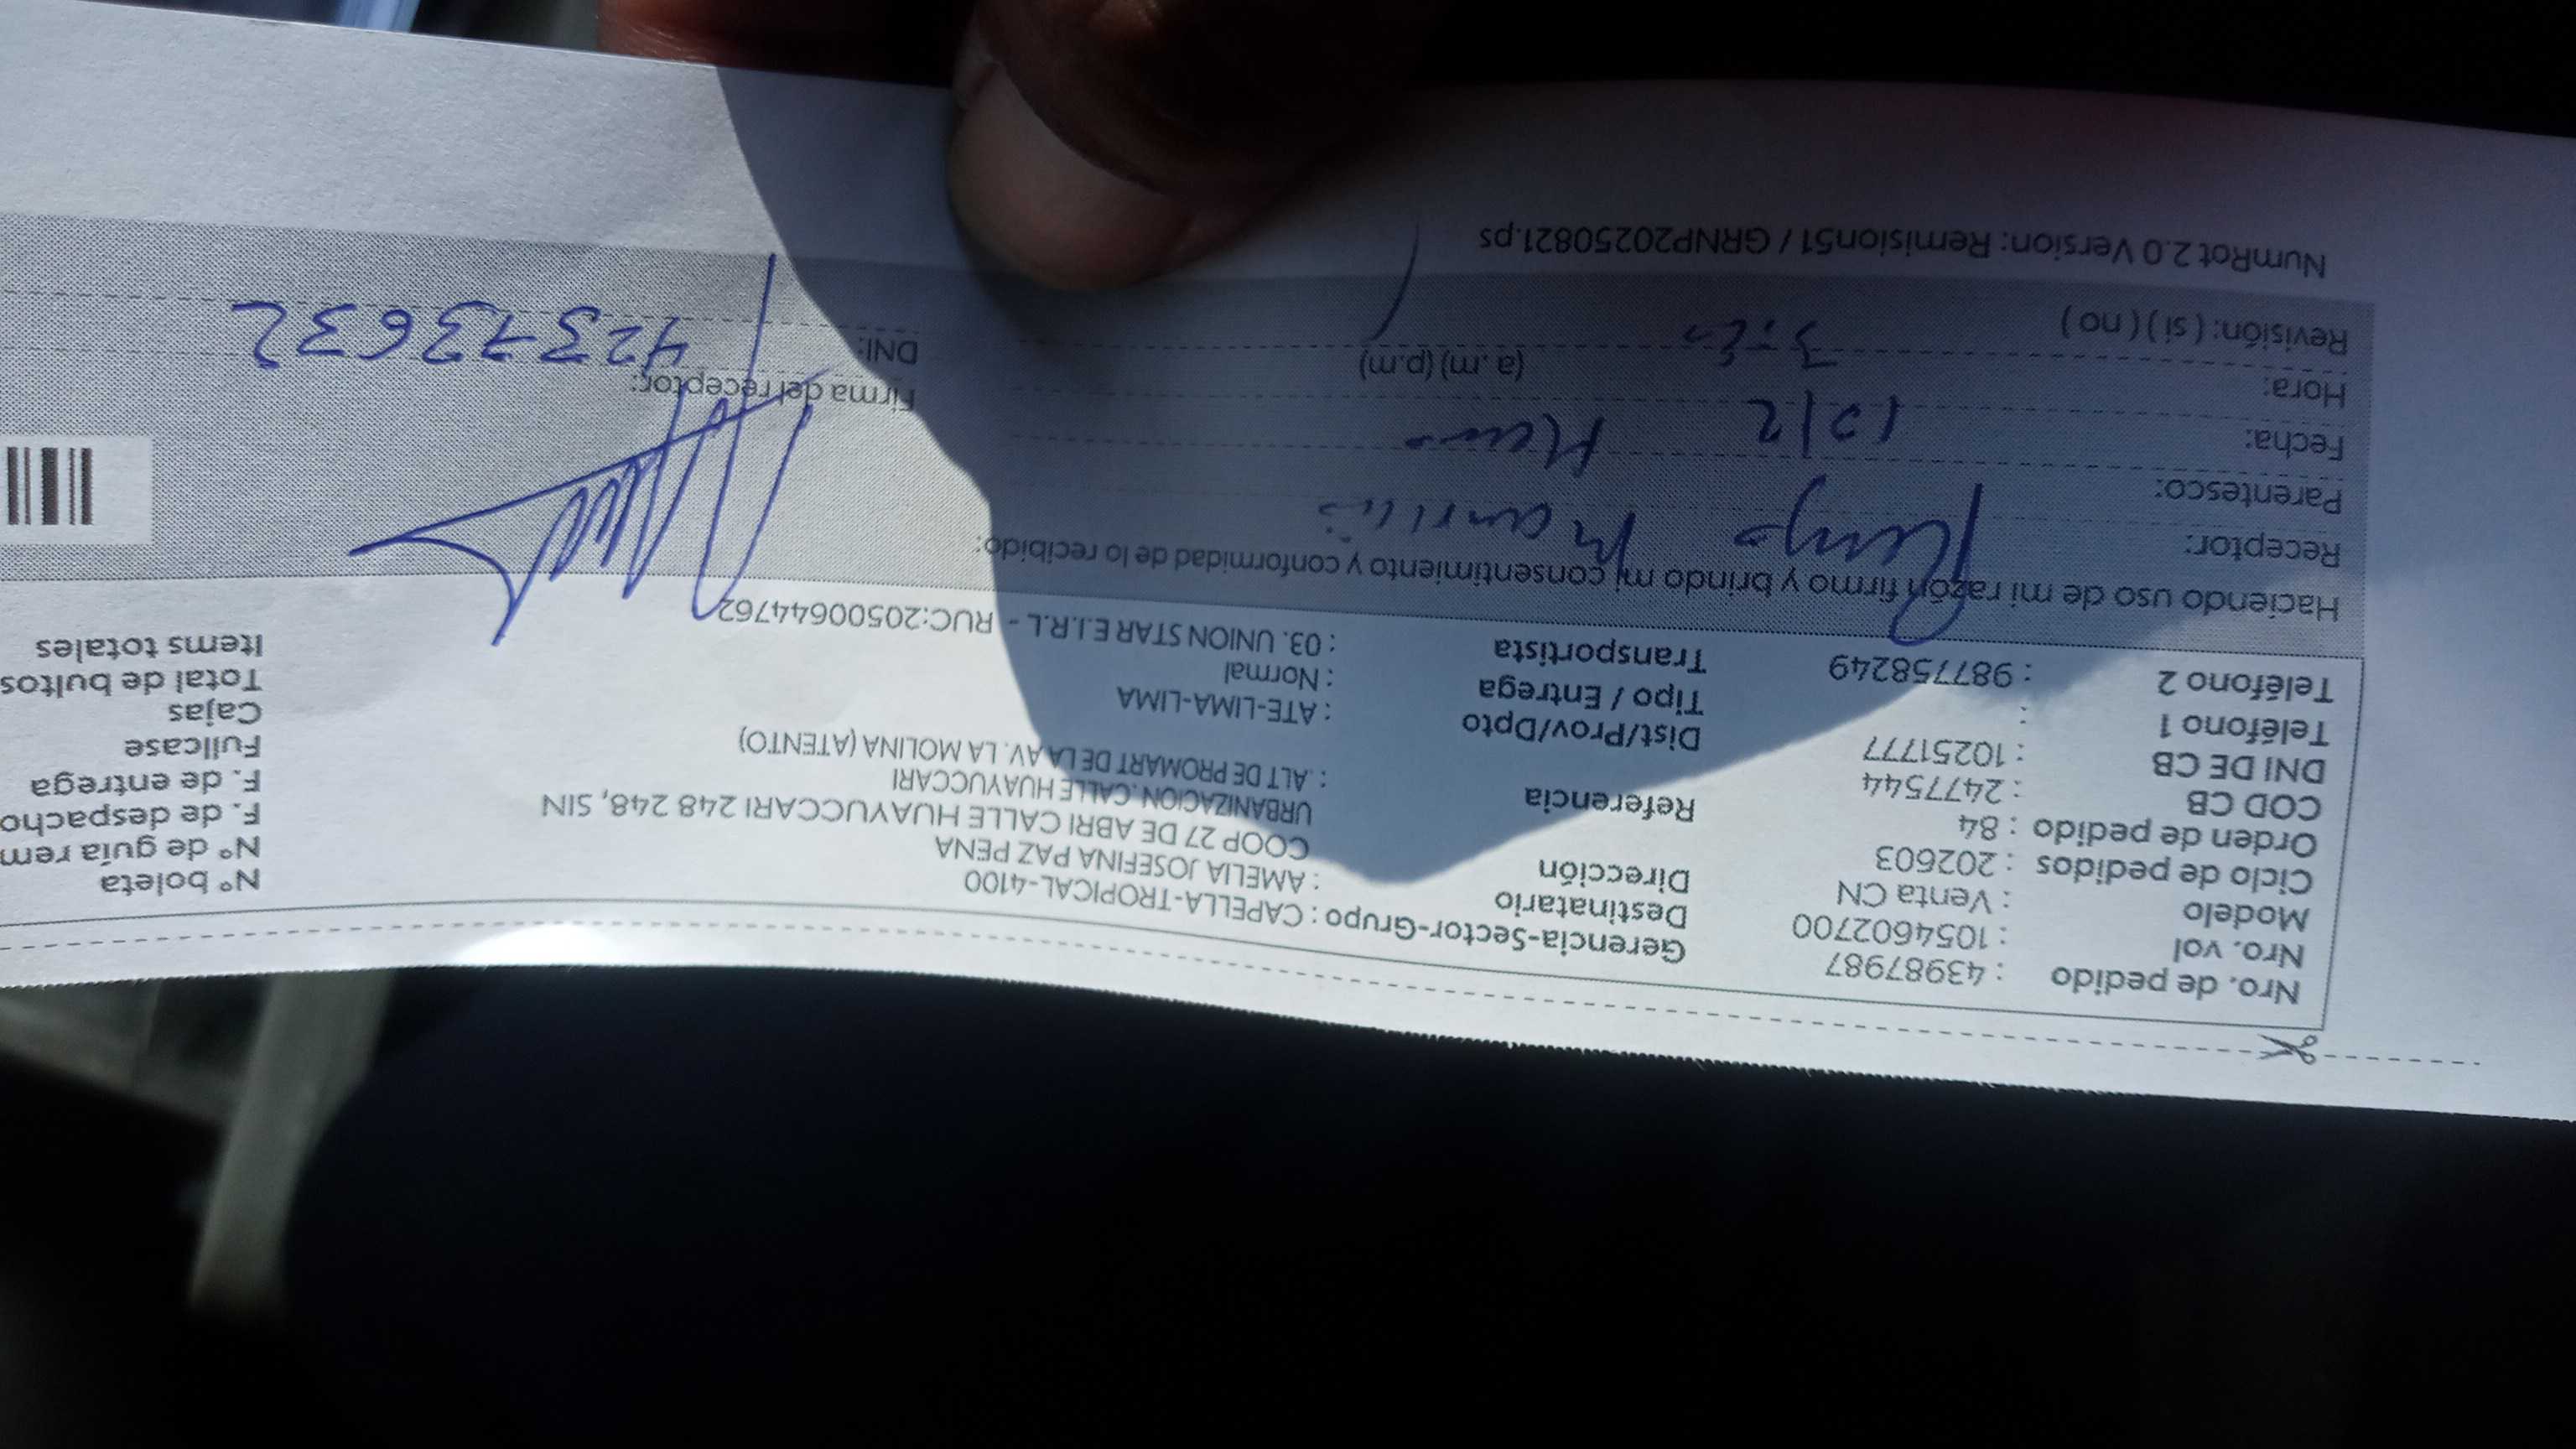 Nro. de pedido : 43987987
Nro. vol : 1054602700
Modelo : Venta CN
Ciclo de pedidos : 202603
Orden de pedido : 84
COD CB : 2477544
DNI DE CB : 10251777
Teléfono 1 :
Teléfono 2 : 987758249
Gerencia-Sector-Grupo : CAPELLA-TROPICAL-4100
Destinatario : AMELIA JOSEFINA PAZ PENA
Dirección COOP 27 DE ABRI CALLE HUAYUCCARI 248 248, SIN
URBANIZACION.CALLE HUAYUCCARI
Referencia : .ALT DE PROMART DE LA AV. LA MOLINA (ATENTO)
Dist/Prov/Dpto : ATE-LIMA-LIMA
Tipo / Entrega : Normal
Transportista : 03. UNION STAR E.I.R.L - RUC:20500644762
Nº boleta
Nº de guía rem
F. de despacho
F. de entrega
Fullcase
Cajas
Total de bultos
Items totales
Haciendo uso de mi razón firmo y brindo mi consentimiento y conformidad de lo recibido:
Receptor:
Parentesco:
Fecha: 12/2
Hora: (a. m) (p.m)
Revisión: ( si ) ( no )
Firma del receptor:
DNI: 42373632
NumRot 2.0 Version: Remision51 / GRNP20250821.ps